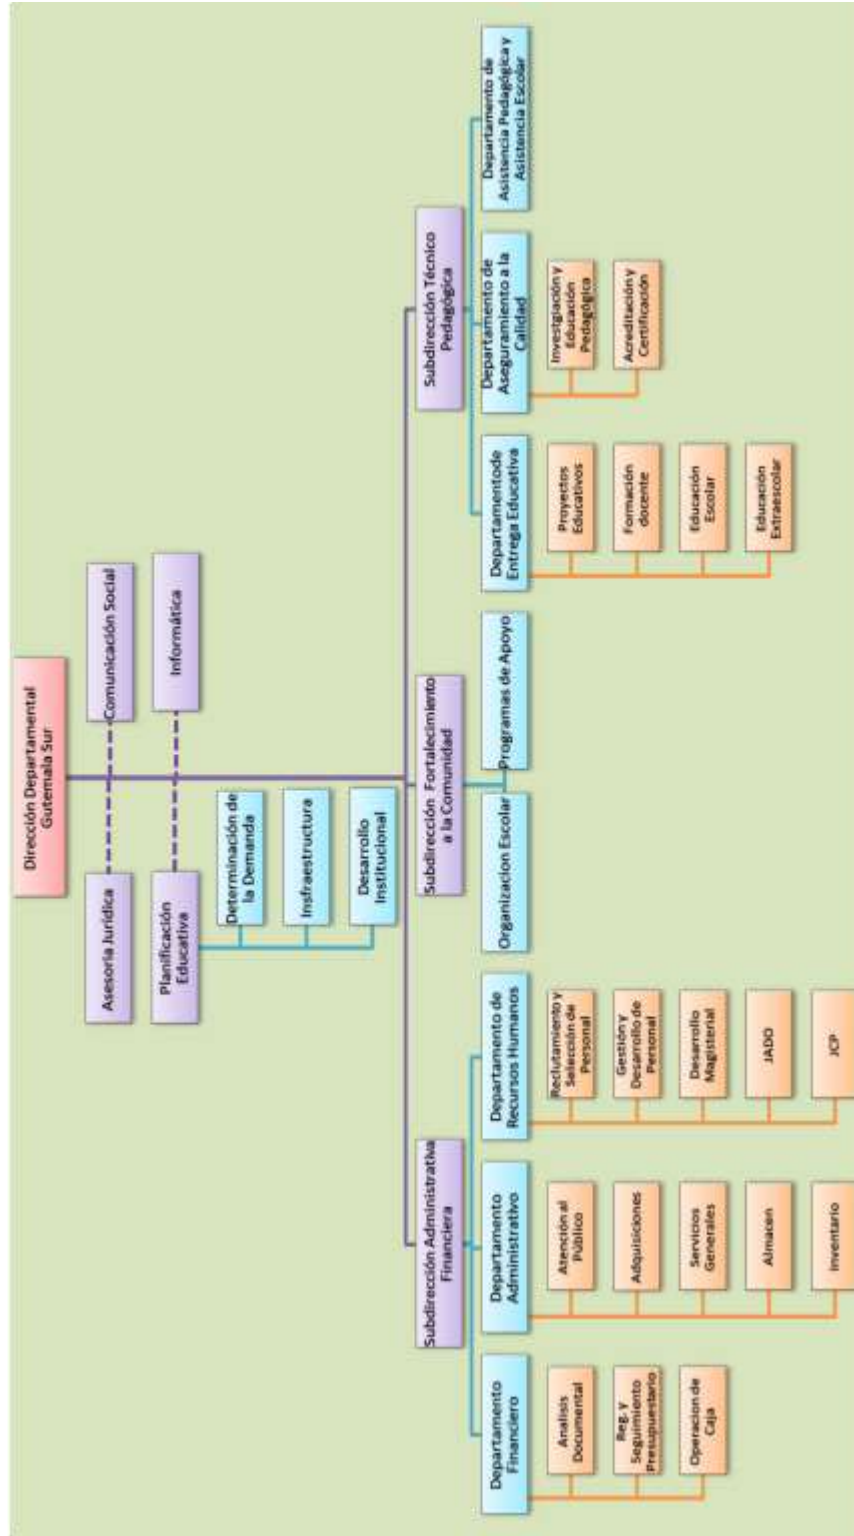 Dirección Departamental
Gutemala Sur
Asesoria Jurídica
Comunicación Social
Planificación
Educativa
Informática
Determinación de
la Demanda
Insfraestructura
Desarrollo
Institucional
Subdirección Administrativa
Financiera
Subdirección Fortalecimiento
a la Comunidad
Subdirección Técnico
Pedagógica
Departamento
Financiero
Departamento
Administrativo
Departamento de
Recursos Humanos
Organizacion Escolar
Programas de Apoyo
Departamentode
Entrega Educativa
Departamento de
Aseguramiento a la
Calidad
Departamento de
Asistencia Pedagógica y
Asistencia Escolar
Analisis
Documental
Reg. y
Seguimiento
Presupuestario
Operacion de
Caja
Atención al
Público
Adquisiciones
Servicios
Generales
Almacen
inventario
Reclutamiento y
Selección de
Personal
Gestión y
Desarrollo de
Personal
Desarrollo
Magisterial
JADO
JCP
Proyectos
Educativos
Formación
docente
Educación
Escolar
Educación
Extraescolar
Investgiación y
Educación
Pedagógica
Acreditación y
Certificación